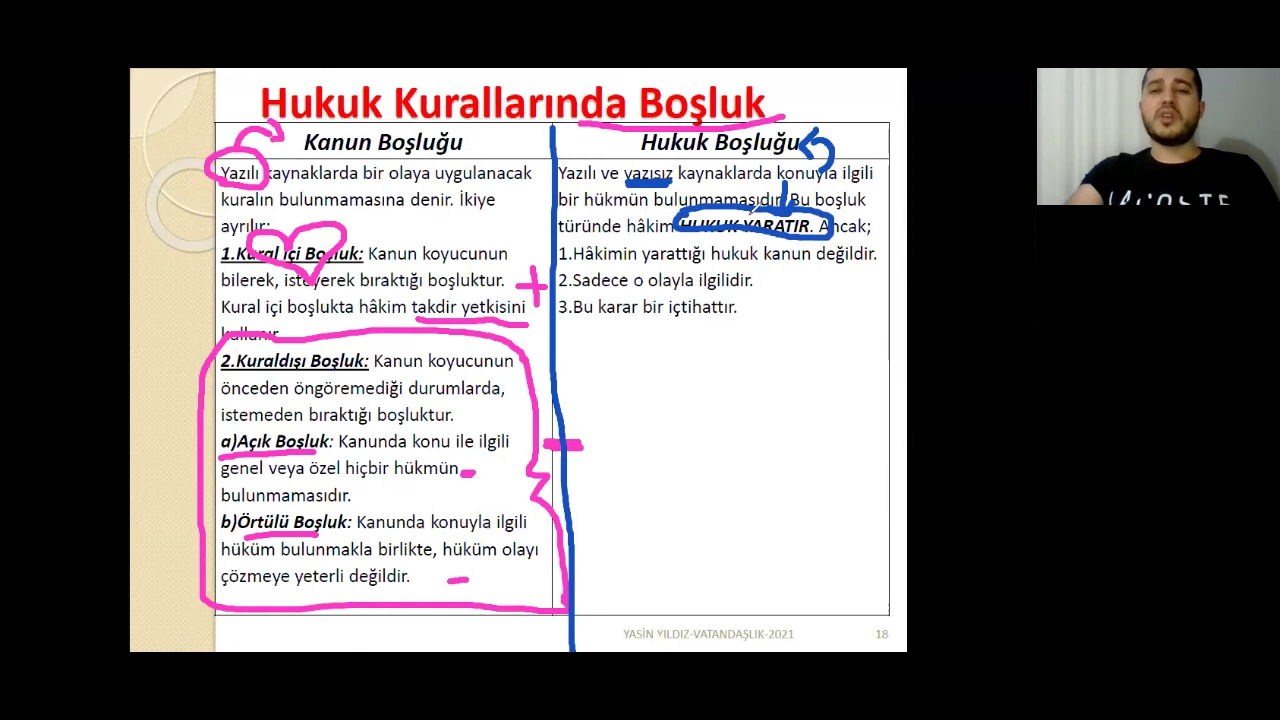 Hukuk Kurallarında Boşluk
Kanun Boşluğu
Yazılı kaynaklarda bir olaya uygulanacak
kuralın bulunmamasına denir. İkiye
ayrılır:
1.Kural içi Boşluk: Kanun koyucunun
bilerek, isteyerek bıraktığı boşluktur.
Kural içi boşlukta hâkim takdir yetkisini
kullanır.
2.Kuraldışı Boşluk: Kanun koyucunun
önceden öngöremediği durumlarda,
istemeden bıraktığı boşluktur.
a)Açık Boşluk: Kanunda konu ile ilgili
genel veya özel hiçbir hükmün
bulunmamasıdır.
b)Örtülü Boşluk: Kanunda konuyla ilgili
hüküm bulunmakla birlikte, hüküm olayı
çözmeye yeterli değildir.
Hukuk Boşluğu
Yazılı ve yazısız kaynaklarda konuyla ilgili
bir hükmün bulunmamasıdır. Bu boşluk
türünde hâkim HUKUK YARATIR. Ancak;
1.Hâkimin yarattığı hukuk kanun değildir.
2.Sadece o olayla ilgilidir.
3.Bu karar bir içtihattır.
YASİN YILDIZ-VATANDAŞLIK-2021
18